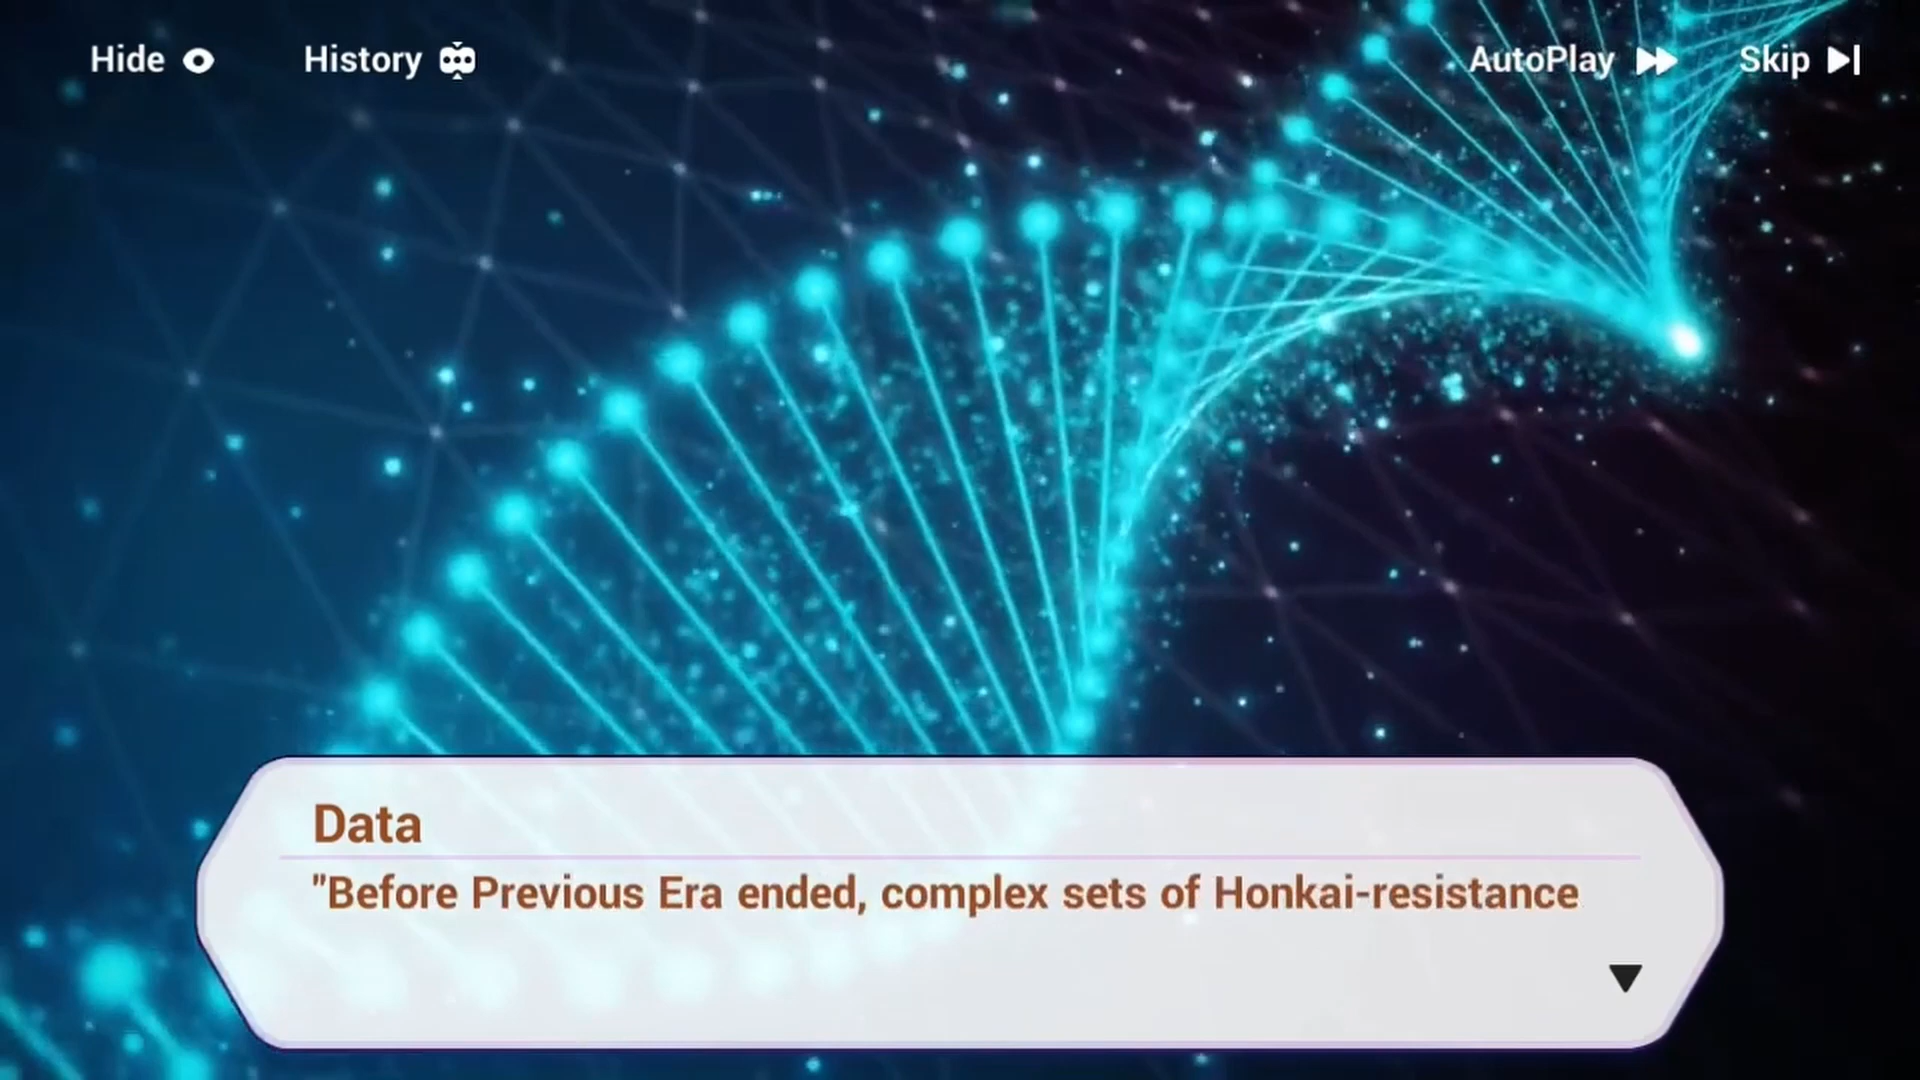 Hide
History
AutoPlay
Skip
Data
"Before Previous Era ended, complex sets of Honkai-resistance